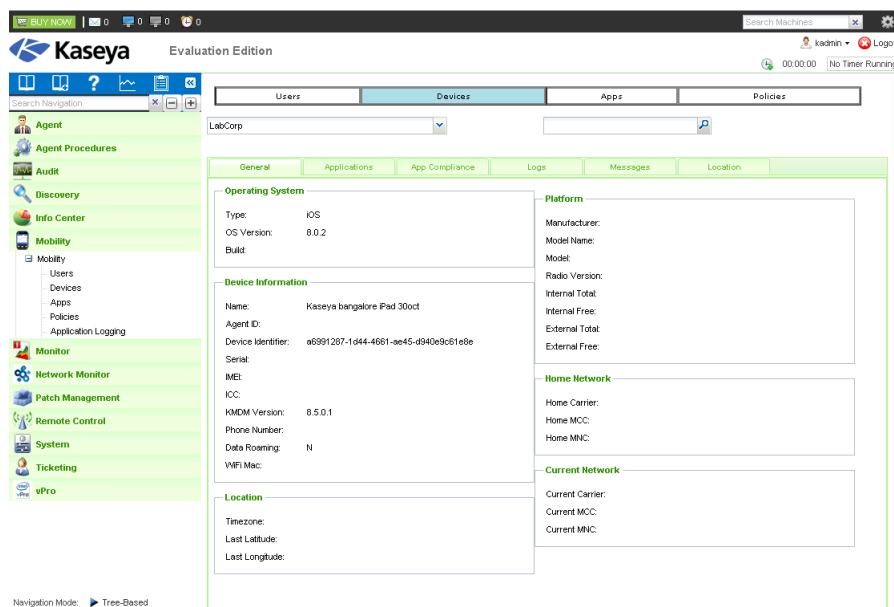 BUY NOW 0 0 0 0 Search Machines
Kaseya Evaluation Edition kadmin Logo
00:00:00 No Timer Running
Search Navigation
Agent
Agent Procedures
Audit
Discovery
Info Center
Mobility
Mobility
Users
Devices
Apps
Policies
Application Logging
Monitor
Network Monitor
Patch Management
Remote Control
System
Ticketing
vPro
Navigation Mode: Tree-Based
Users Devices Apps Policies
LabCorp
General Applications App Compliance Logs Messages Location
Operating System
Type: iOS
OS Version: 8.0.2
Build:
Device Information
Name: Kaseya bangalore iPad 30oct
Agent ID:
Device Identifier: a6991287-1d44-4661-ae45-d940e9c61e8e
Serial:
IMEI:
ICC:
KMDM Version: 8.5.0.1
Phone Number:
Data Roaming: N
WiFi Mac:
Location
Timezone:
Last Latitude:
Last Longitude:
Platform
Manufacturer:
Model Name:
Model:
Radio Version:
Internal Total:
Internal Free:
External Total:
External Free:
Home Network
Home Carrier:
Home MCC:
Home MNC:
Current Network
Current Carrier:
Current MCC:
Current MNC: